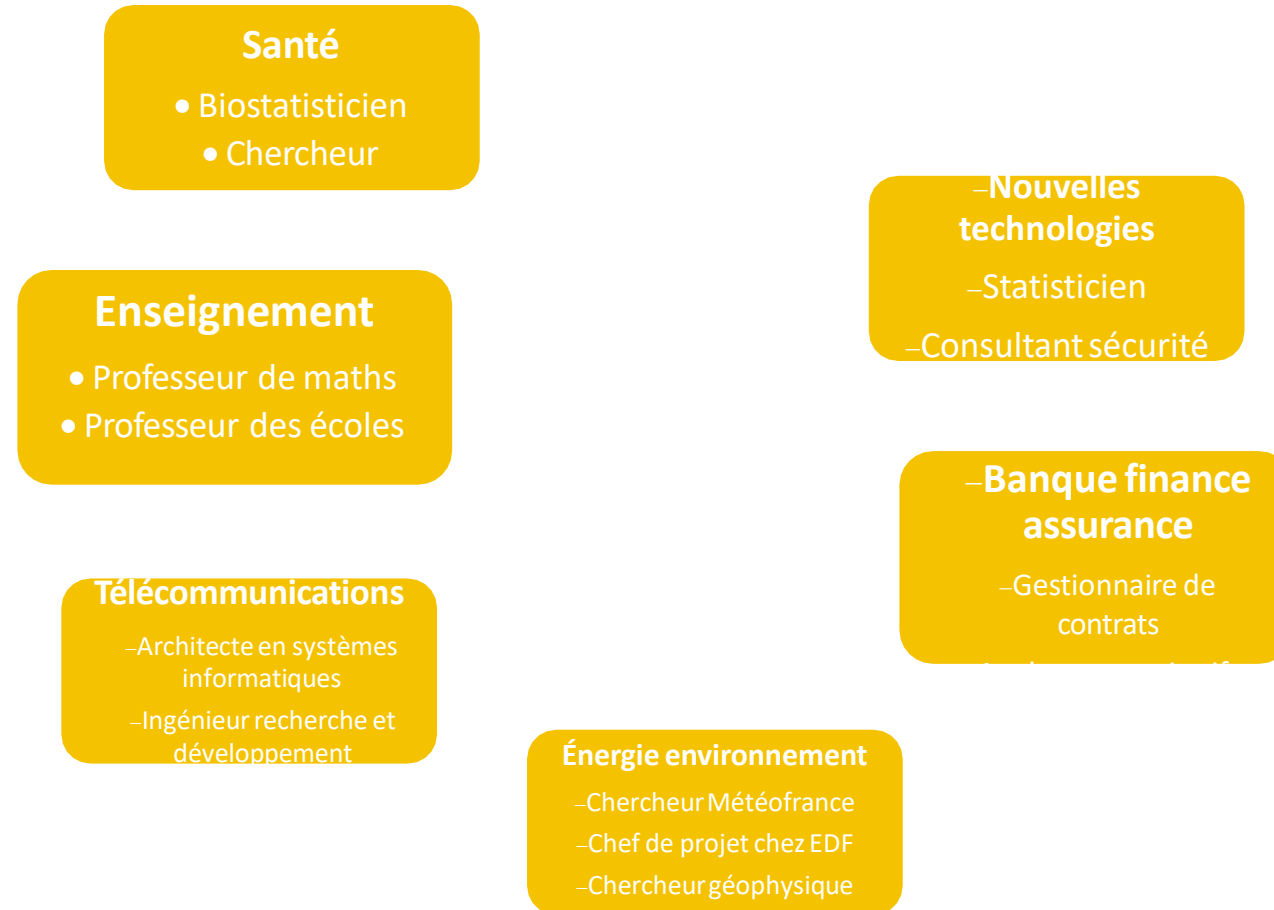 Santé
• Biostatisticien
• Chercheur
–Nouvelles
technologies
–Statisticien
–Consultant sécurité
Enseignement
• Professeur de maths
• Professeur des écoles
–Banque finance
assurance
–Gestionnaire de
contrats
Télécommunications
–Architecte en systèmes
informatiques
–Ingénieur recherche et
développement
Énergie environnement
–Chercheur Météofrance
–Chef de projet chez EDF
–Chercheur géophysique